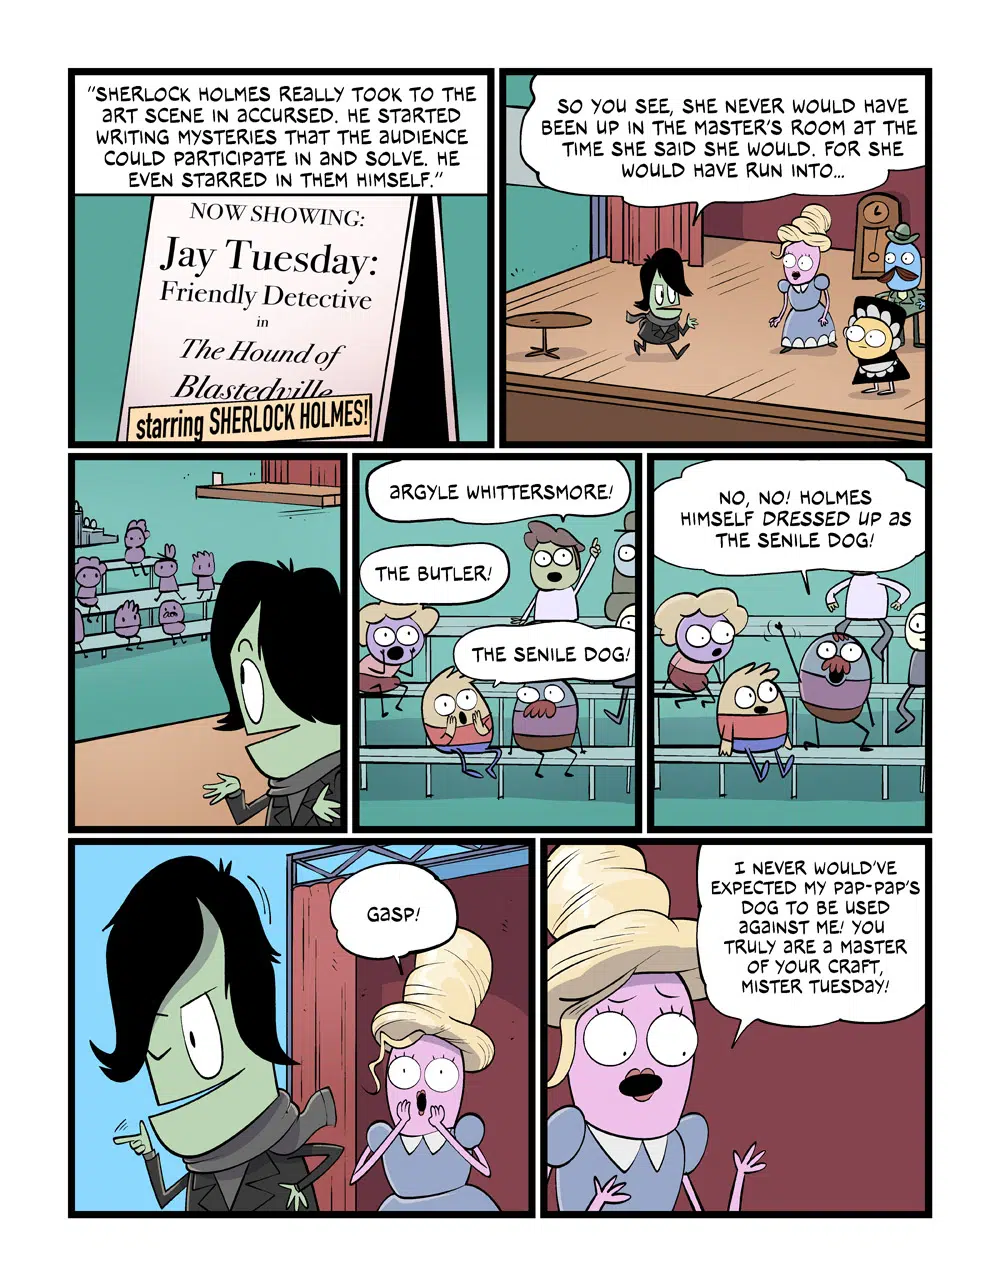 "SHERLOCK HOLMES REALLY TOOK TO THE
ART SCENE IN ACCURSED. HE STARTED
WRITING MYSTERIES THAT THE AUDIENCE
COULD PARTICIPATE IN AND SOLVE. HE
EVEN STARRED IN THEM HIMSELF."
NOW SHOWING:
Jay Tuesday:
Friendly Detective
in
The Hound of
Blastedville
starring SHERLOCK HOLMES!
SO YOU SEE, SHE NEVER WOULD HAVE
BEEN UP IN THE MASTER'S ROOM AT THE
TIME SHE SAID SHE WOULD. FOR SHE
WOULD HAVE RUN INTO...
ARGYLE WHITTERSMORE!
THE BUTLER!
THE SENILE DOG!
NO, NO! HOLMES
HIMSELF DRESSED UP AS
THE SENILE DOG!
GASP!
I NEVER WOULD'VE
EXPECTED MY PAP-PAP'S
DOG TO BE USED
AGAINST ME! YOU
TRULY ARE A MASTER
OF YOUR CRAFT,
MISTER TUESDAY!